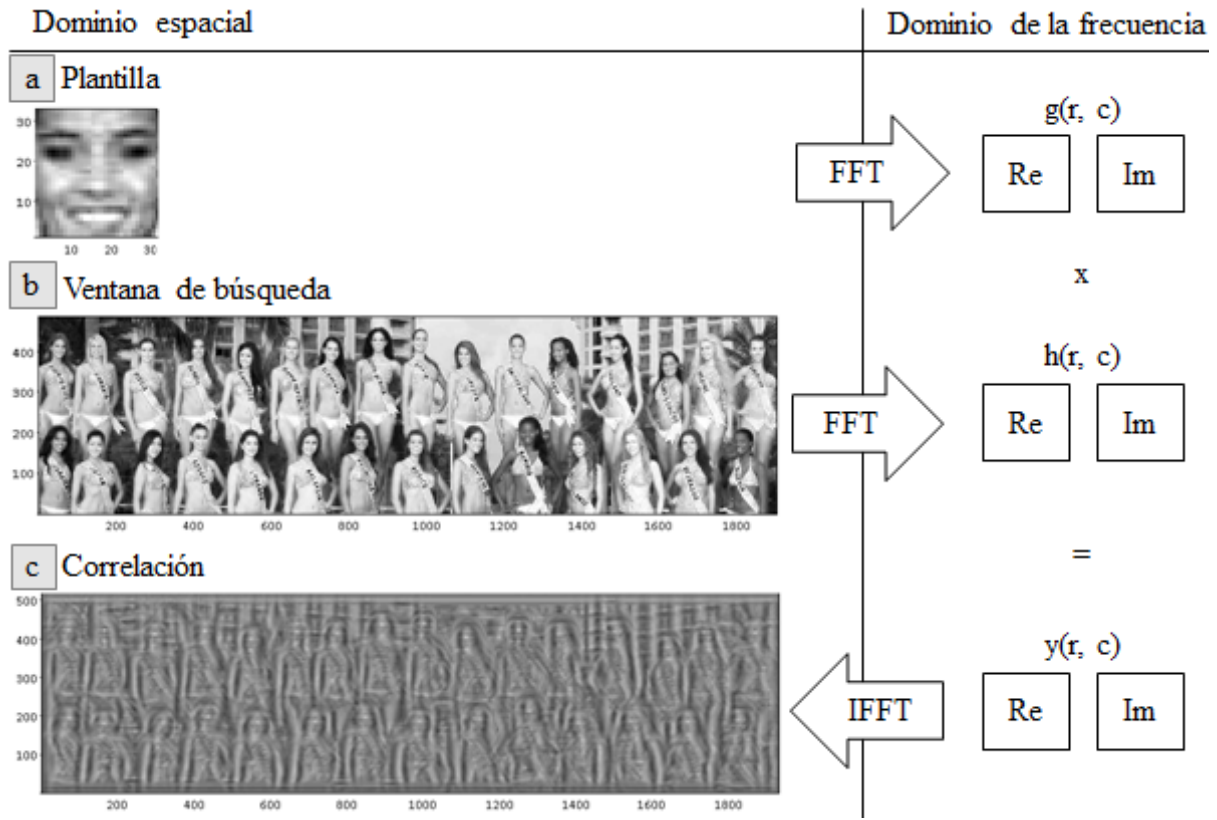 Dominio espacial
Dominio de la frecuencia
a Plantilla
30
20
10
10 20 30
FFT
g(r, c)
Re Im
x
b Ventana de búsqueda
400
300
200
100
200 400 600 800 1000 1200 1400 1600 1800
FFT
h(r, c)
Re Im
=
c Correlación
500
400
300
200
100
200 400 600 800 1000 1200 1400 1600 1800
IFFT
y(r, c)
Re Im